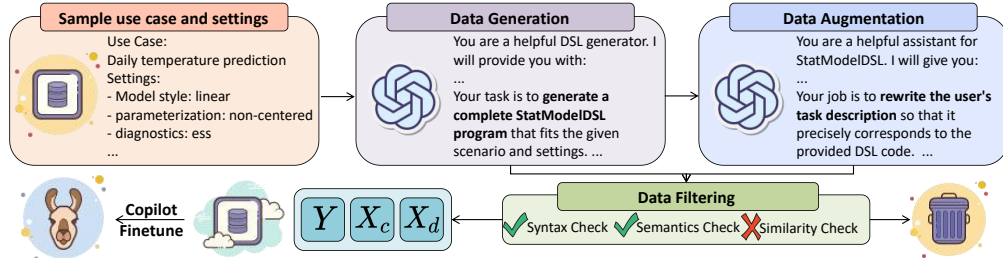 Sample use case and settings
Use Case:
Daily temperature prediction
Settings:
- Model style: linear
- parameterization: non-centered
- diagnostics: ess
...
Data Generation
You are a helpful DSL generator. I
will provide you with:
...
Your task is to generate a
complete StatModelDSL
program that fits the given
scenario and settings. ...
Data Augmentation
You are a helpful assistant for
StatModelDSL. I will give you:
...
Your job is to rewrite the user's
task description so that it
precisely corresponds to the
provided DSL code. ...
Copilot
Finetune
Y X_c X_d
Data Filtering
Syntax Check Semantics Check Similarity Check